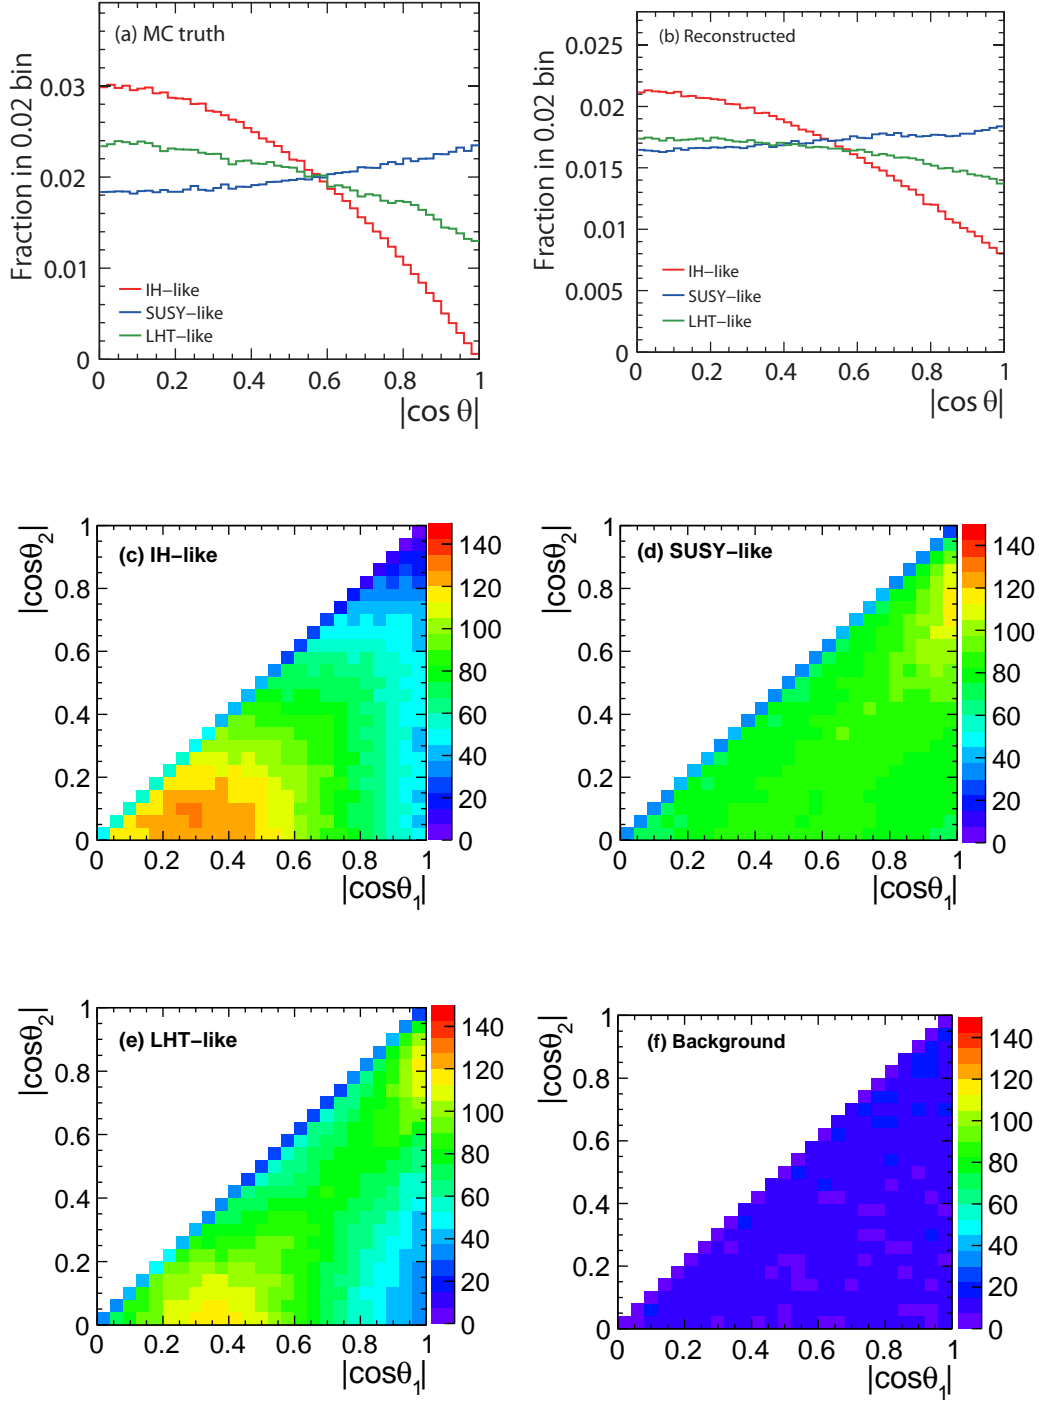 (a) MC truth
Fraction in 0.02 bin
0.03
0.02
0.01
0
IH−like
SUSY−like
LHT−like
0 0.2 0.4 0.6 0.8 1
|cos θ|
(b) Reconstructed
Fraction in 0.02 bin
0.025
0.02
0.015
0.01
0.005
0
IH−like
SUSY−like
LHT−like
0 0.2 0.4 0.6 0.8 1
|cos θ|
(c) IH−like
|cosθ2|
1
0.8
0.6
0.4
0.2
0
0 0.2 0.4 0.6 0.8 1
|cosθ1|
140
120
100
80
60
40
20
0
(d) SUSY−like
|cosθ2|
1
0.8
0.6
0.4
0.2
0
0 0.2 0.4 0.6 0.8 1
|cosθ1|
140
120
100
80
60
40
20
0
(e) LHT−like
|cosθ2|
1
0.8
0.6
0.4
0.2
0
0 0.2 0.4 0.6 0.8 1
|cosθ1|
140
120
100
80
60
40
20
0
(f) Background
|cosθ2|
1
0.8
0.6
0.4
0.2
0
0 0.2 0.4 0.6 0.8 1
|cosθ1|
140
120
100
80
60
40
20
0